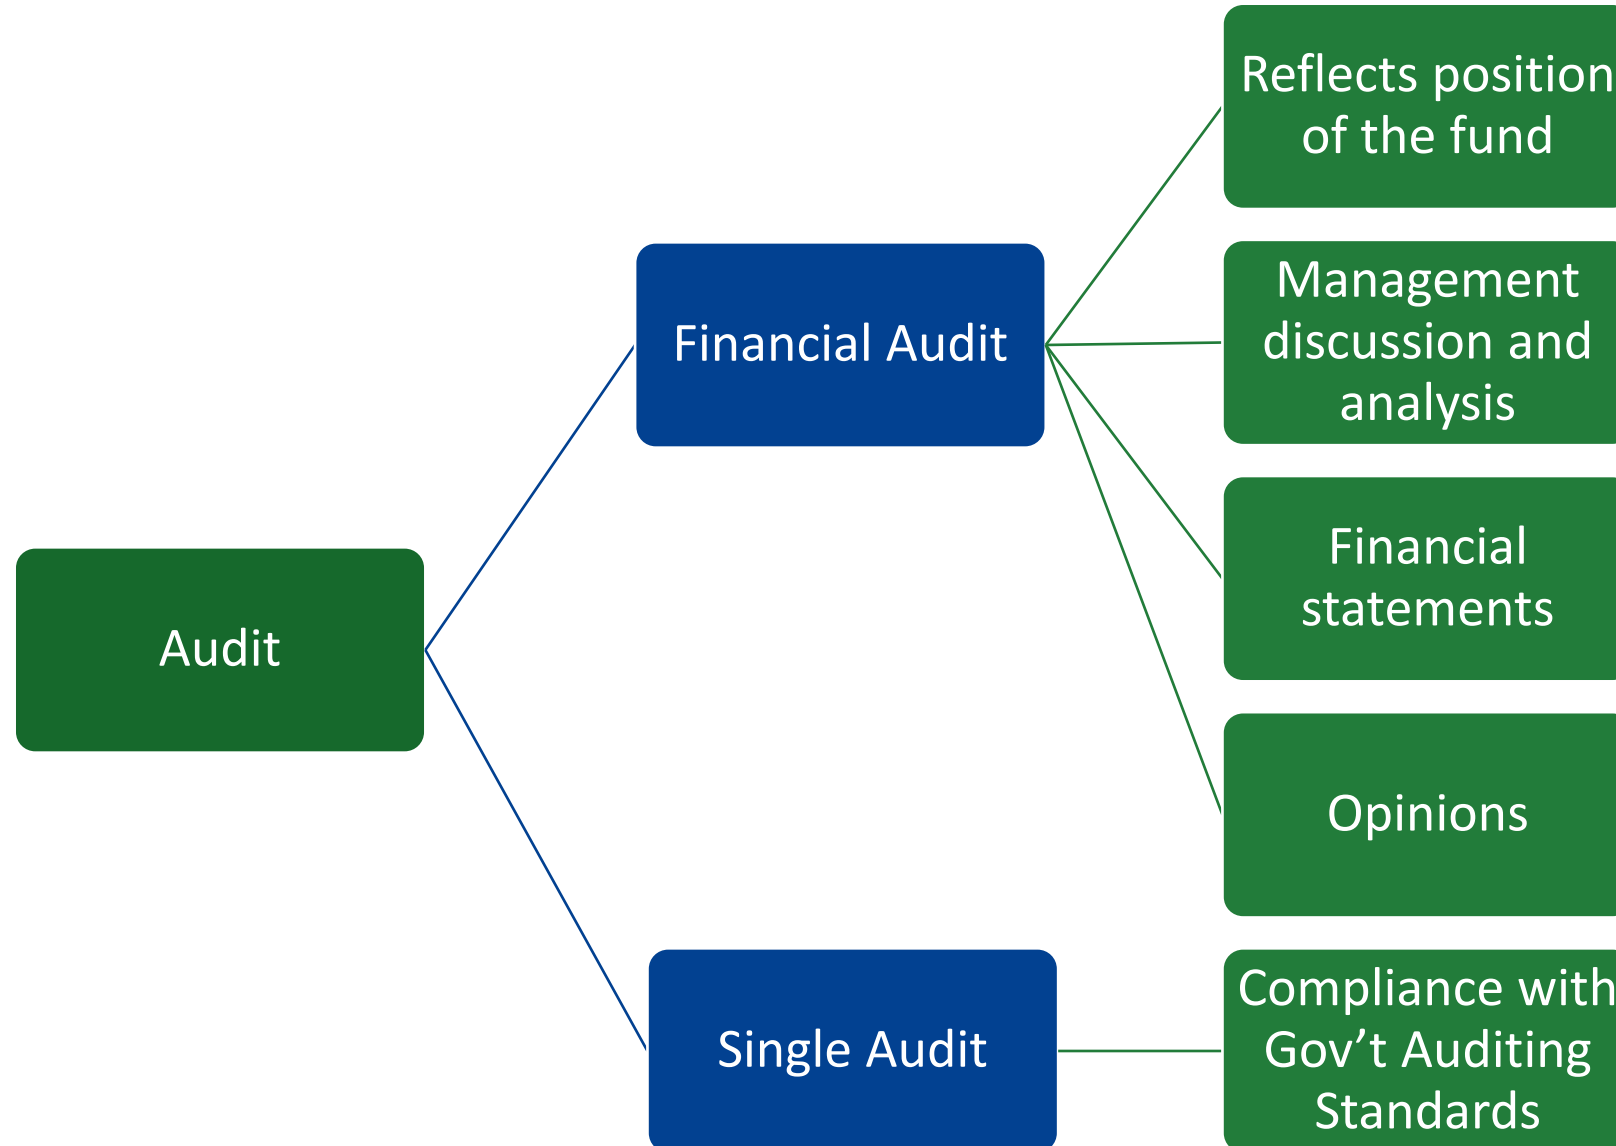 Audit
Financial Audit
Reflects position
of the fund
Management
discussion and
analysis
Financial
statements
Opinions
Single Audit
Compliance with
Gov’t Auditing
Standards